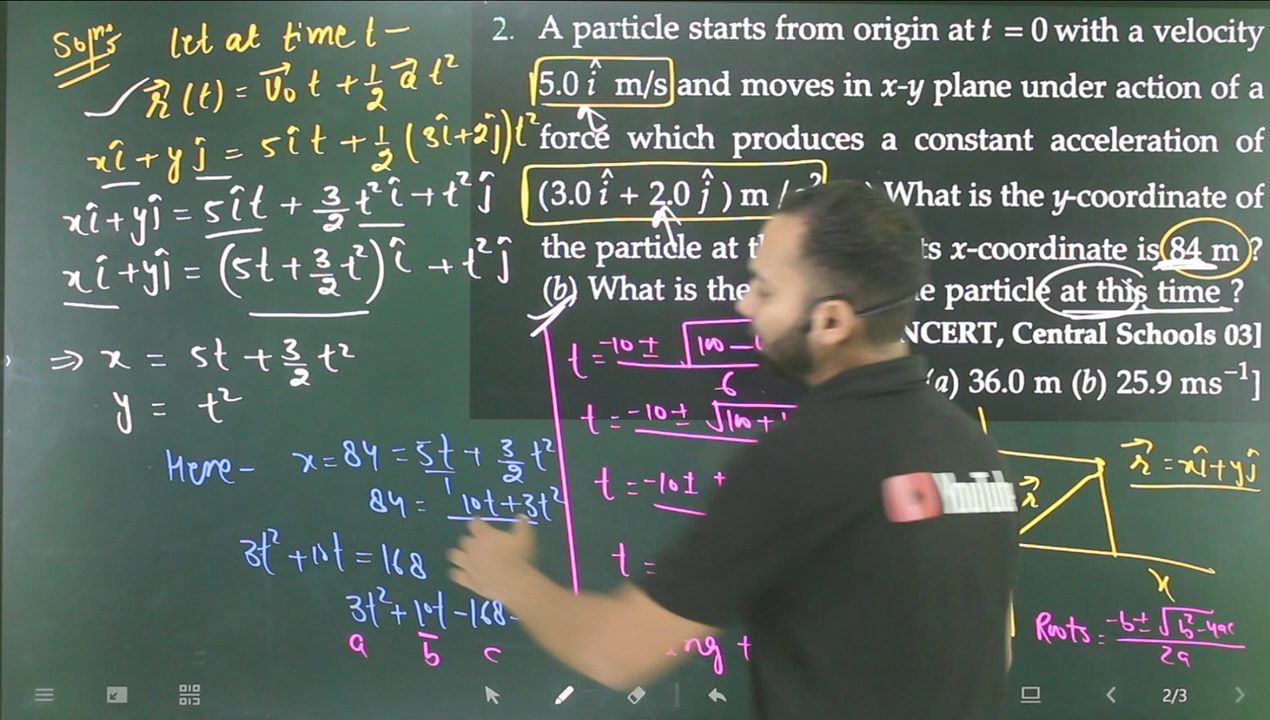 Solns let at time t -
r(t) = v₀t + 1/2 a t²
xî + yĵ = 5ît + 1/2 (3î+2ĵ)t²
xî + yĵ = 5ît + 3/2 t²î + t²ĵ
xî + yĵ = (5t + 3/2 t²)î + t²ĵ
⇒ x = 5t + 3/2 t²
y = t²
Here - x = 84 = 5t + 3/2 t²
84 = 10t + 3t²
3t² + 10t = 168
3t² + 10t - 168
a b c
2. A particle starts from origin at t = 0 with a velocity
5.0 î m/s and moves in x-y plane under action of a
force which produces a constant acceleration of
(3.0 î + 2.0 ĵ) m / What is the y-coordinate of
the particle at x-coordinate is 84 m ?
(b) What is the particle at this time ?
NCERT, Central Schools 03]
(a) 36.0 m (b) 25.9 ms⁻¹]
t = -10 ± √100 -
6
t = -10 ± √100 +
t = -10 ±
t =
r = xî + yĵ
r
x
YouTube
Roots = -b ± √b² - 4ac
2a
2/3